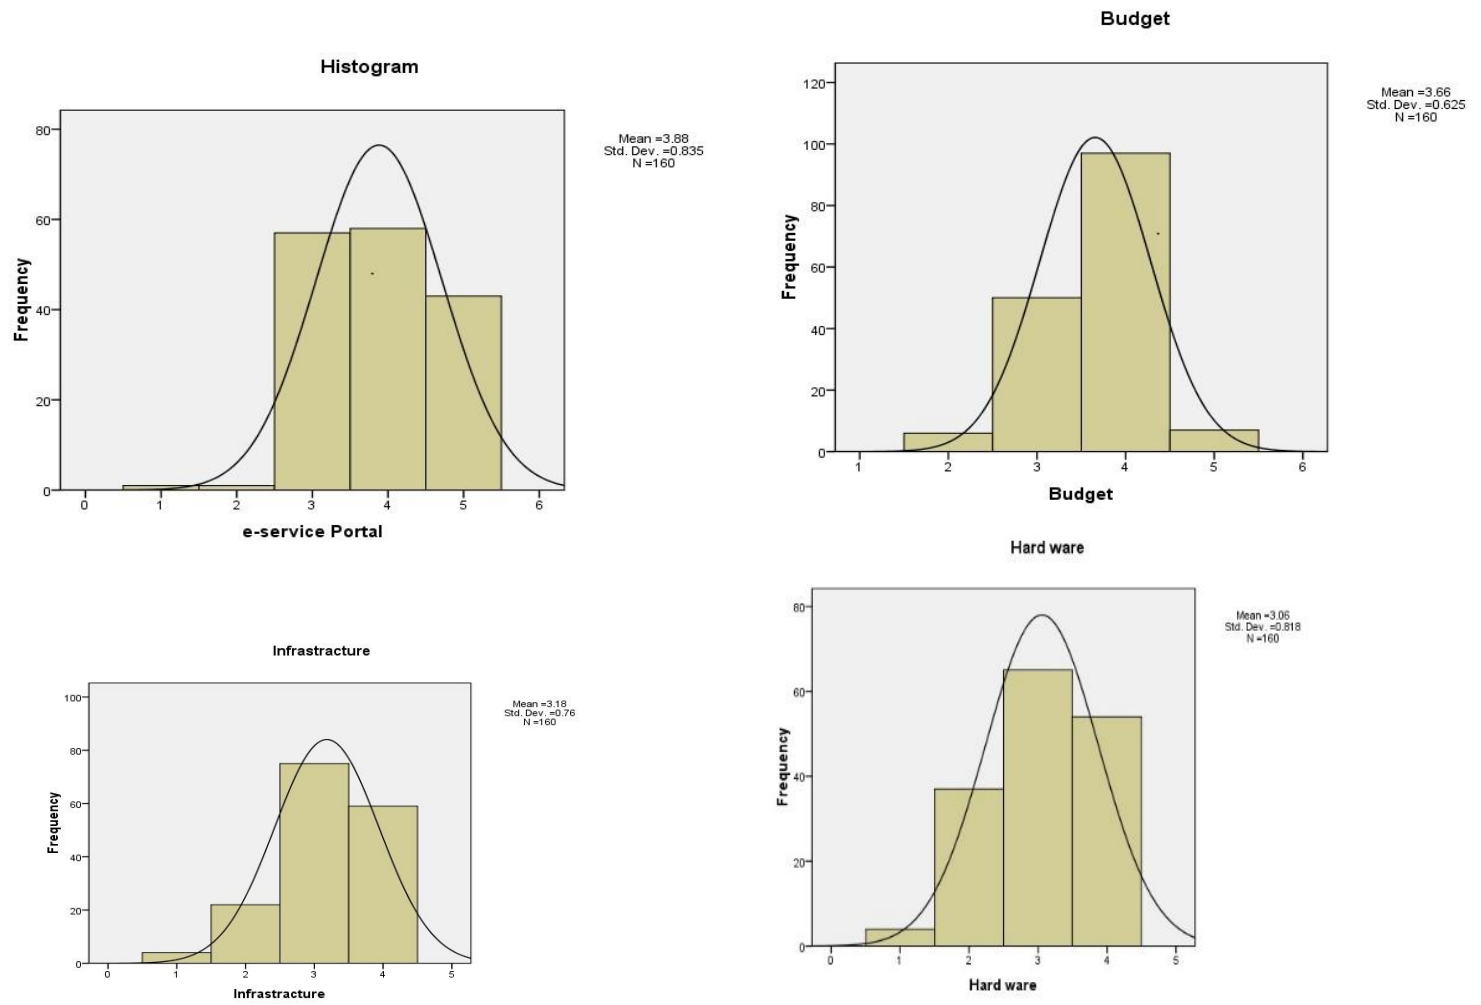 Histogram
Mean =3.88
Std. Dev. =0.835
N =160
Frequency
80
60
40
20
0
0 1 2 3 4 5 6
e-service Portal
Budget
Mean =3.66
Std. Dev. =0.625
N =160
Frequency
120
100
80
60
40
20
0
1 2 3 4 5 6
Budget
Infrastracture
Mean =3.18
Std. Dev. =0.76
N =160
Frequency
100
80
60
40
20
0
0 1 2 3 4 5
Infrastracture
Hard ware
Mean =3.06
Std. Dev. =0.818
N =160
Frequency
80
60
40
20
0
0 1 2 3 4 5
Hard ware